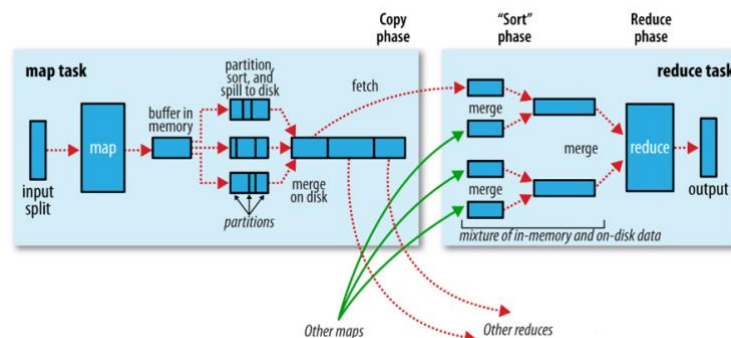 Copy
phase
“Sort”
phase
Reduce
phase
map task
partition,
sort, and
spill to disk
fetch
reduce task
buffer in
memory
map
merge
merge
reduce
input
split
merge
on disk
merge
output
partitions
mixture of in-memory and on-disk data
Other maps
Other reduces